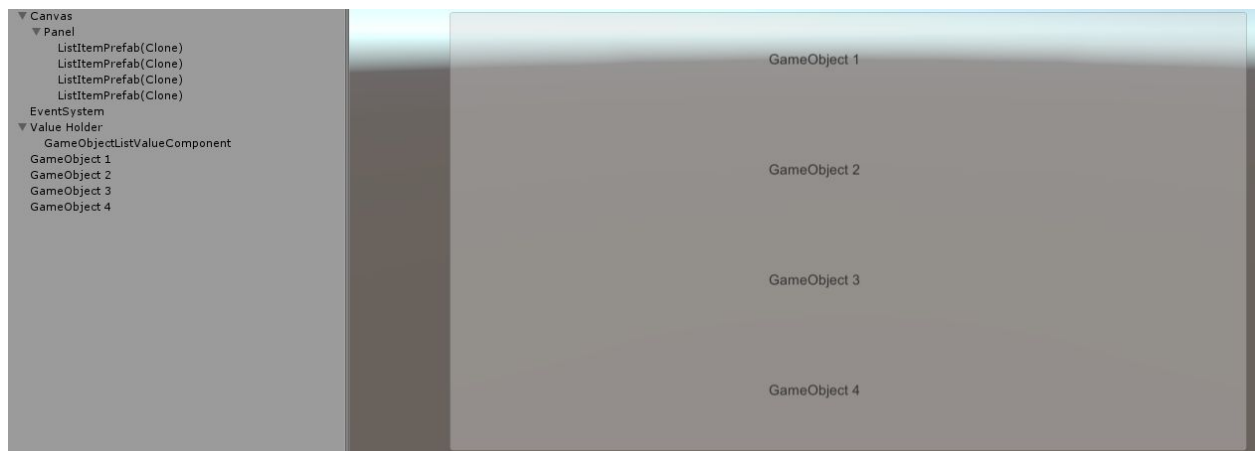 Canvas
Panel
ListItemPrefab(Clone)
ListItemPrefab(Clone)
ListItemPrefab(Clone)
ListItemPrefab(Clone)
EventSystem
Value Holder
GameObjectListValueComponent
GameObject 1
GameObject 2
GameObject 3
GameObject 4
GameObject 1
GameObject 2
GameObject 3
GameObject 4